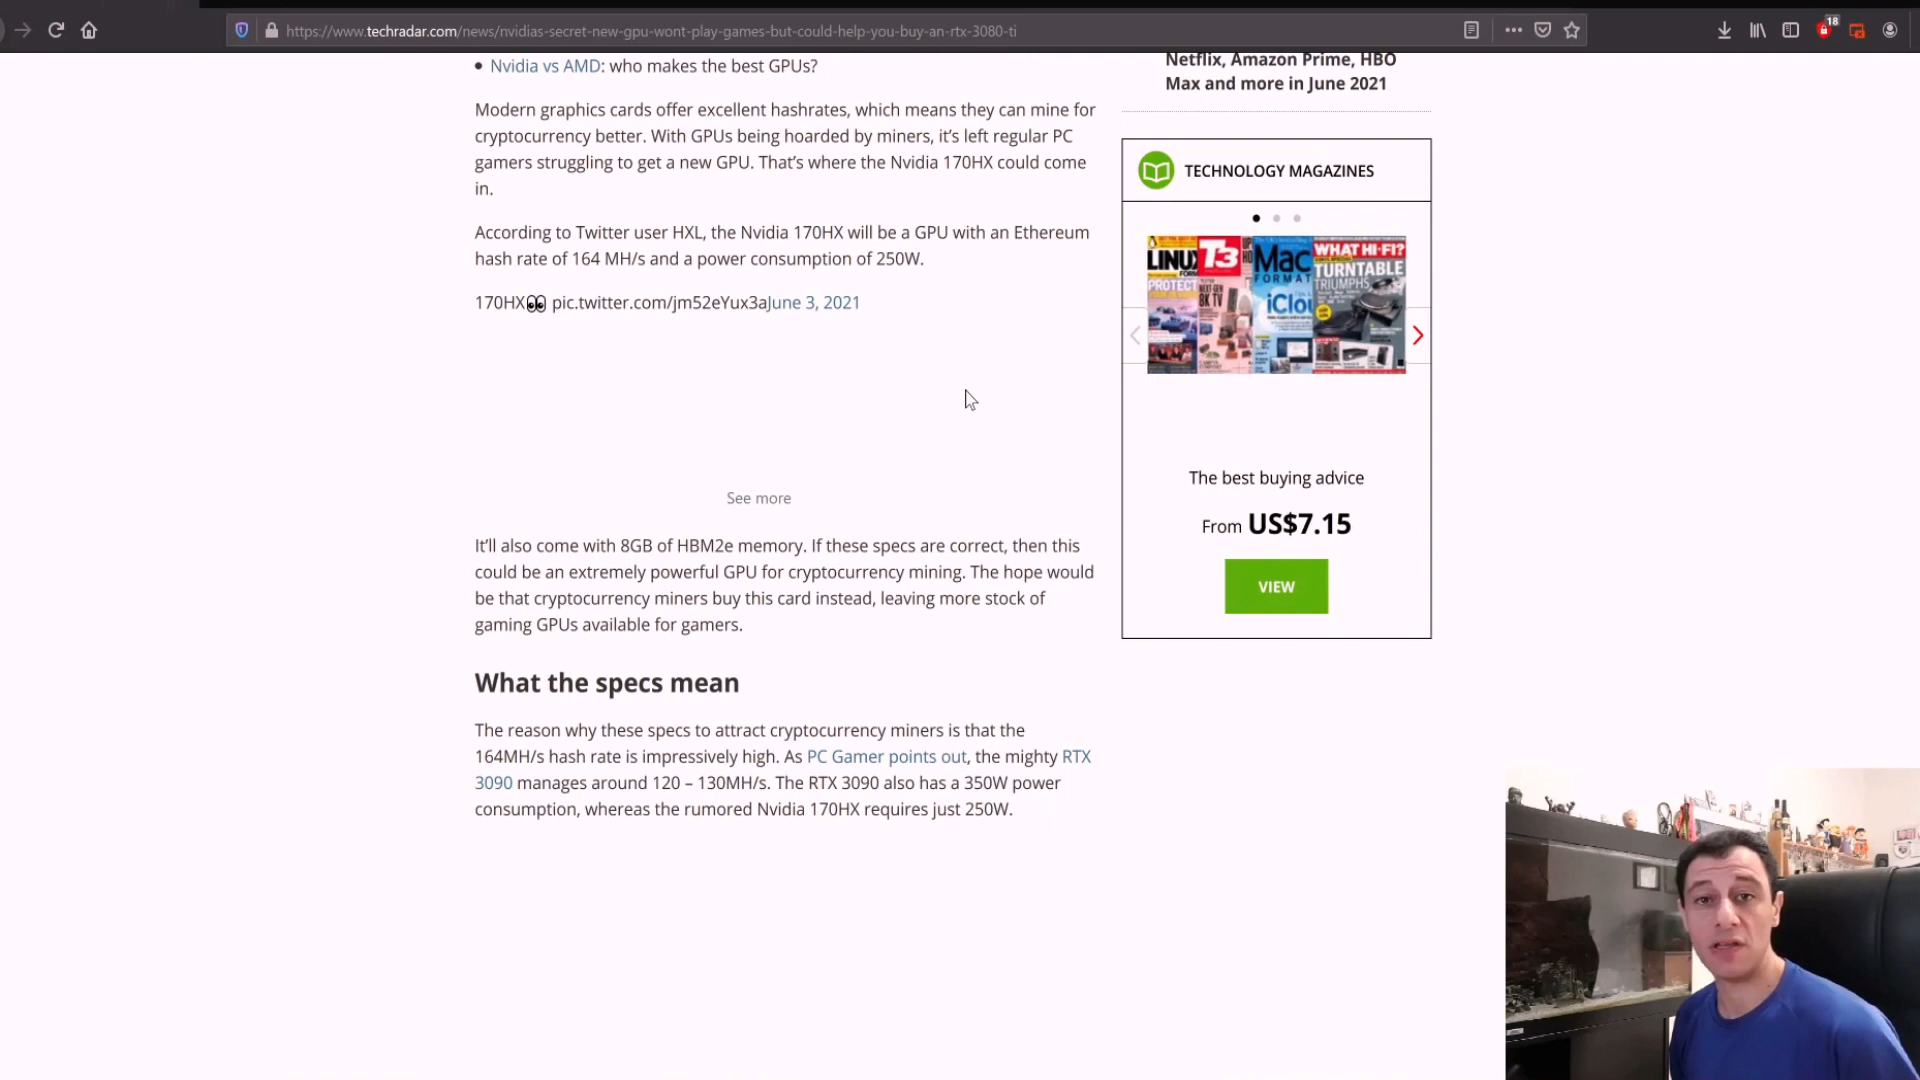 https://www.techradar.com/news/nvidias-secret-new-gpu-wont-play-games-but-could-help-you-buy-an-rtx-3080-ti
18
• Nvidia vs AMD: who makes the best GPUs?
Modern graphics cards offer excellent hashrates, which means they can mine for
cryptocurrency better. With GPUs being hoarded by miners, it's left regular PC
gamers struggling to get a new GPU. That's where the Nvidia 170HX could come
in.
According to Twitter user HXL, the Nvidia 170HX will be a GPU with an Ethereum
hash rate of 164 MH/s and a power consumption of 250W.
170HX👀 pic.twitter.com/jm52eYux3aJune 3, 2021
See more
It'll also come with 8GB of HBM2e memory. If these specs are correct, then this
could be an extremely powerful GPU for cryptocurrency mining. The hope would
be that cryptocurrency miners buy this card instead, leaving more stock of
gaming GPUs available for gamers.
What the specs mean
The reason why these specs to attract cryptocurrency miners is that the
164MH/s hash rate is impressively high. As PC Gamer points out, the mighty RTX
3090 manages around 120 – 130MH/s. The RTX 3090 also has a 350W power
consumption, whereas the rumored Nvidia 170HX requires just 250W.
Netflix, Amazon Prime, HBO
Max and more in June 2021
TECHNOLOGY MAGAZINES
LINUX
T3
Mac
FORMAT
iClou
WHAT HI-FI?
TURNTABLE
TRIUMPHS
The best buying advice
From US$7.15
VIEW